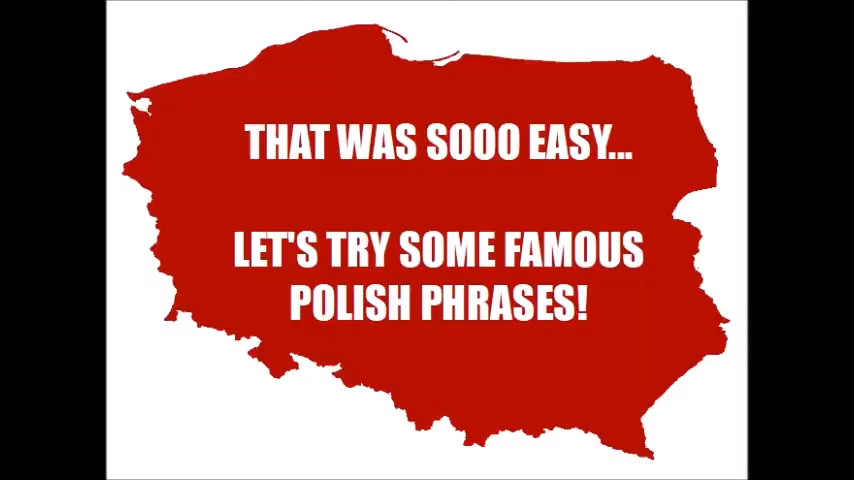 THAT WAS SOOO EASY...
LET'S TRY SOME FAMOUS
POLISH PHRASES!